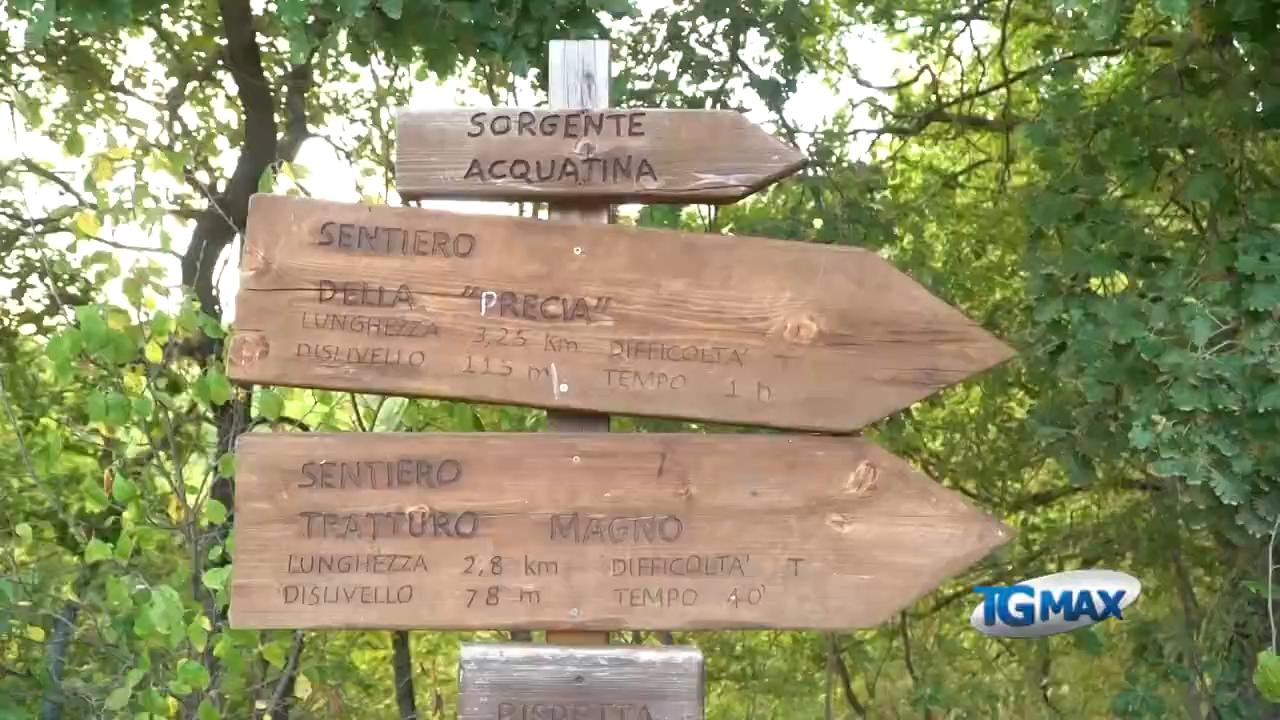 SORGENTE
ACQUATINA
SENTIERO
DELLA "PRECIA"
LUNGHEZZA 3,25 km DIFFICOLTA' T
DISLIVELLO 115 m TEMPO 1 h
SENTIERO
TRATTURO MAGNO
LUNGHEZZA 2,8 km DIFFICOLTA' T
DISLIVELLO 78 m TEMPO 40'
RISPETTA
TGMAX